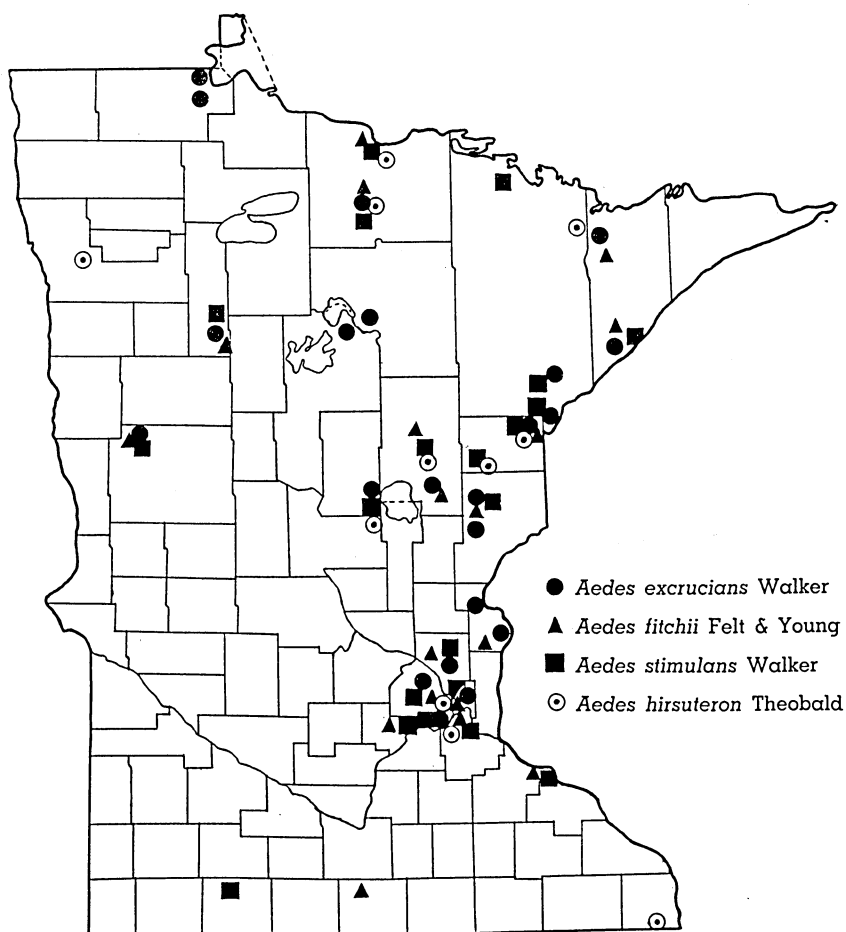 Aedes excrucians Walker
Aedes fitchii Felt & Young
Aedes stimulans Walker
Aedes hirsuteron Theobald